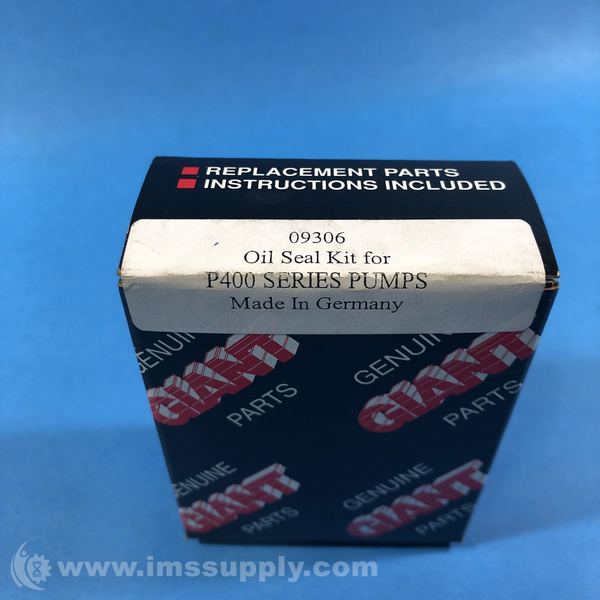 REPLACEMENT PARTS
INSTRUCTIONS INCLUDED
09306
Oil Seal Kit for
P400 SERIES PUMPS
Made In Germany
GENUINE
GIANT
PARTS
GENUINE
GIANT
PARTS
GENUINE
GIANT
PARTS
GENUINE
GIANT
PARTS
www.imssupply.com